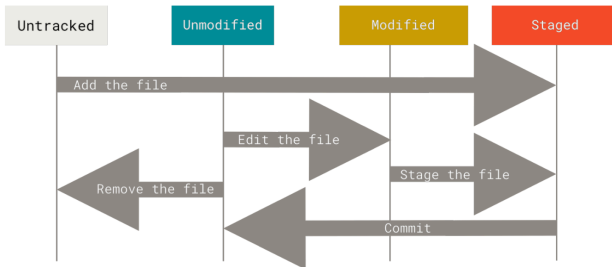 Untracked
Unmodified
Modified
Staged
Add the file
Edit the file
Stage the file
Remove the file
Commit